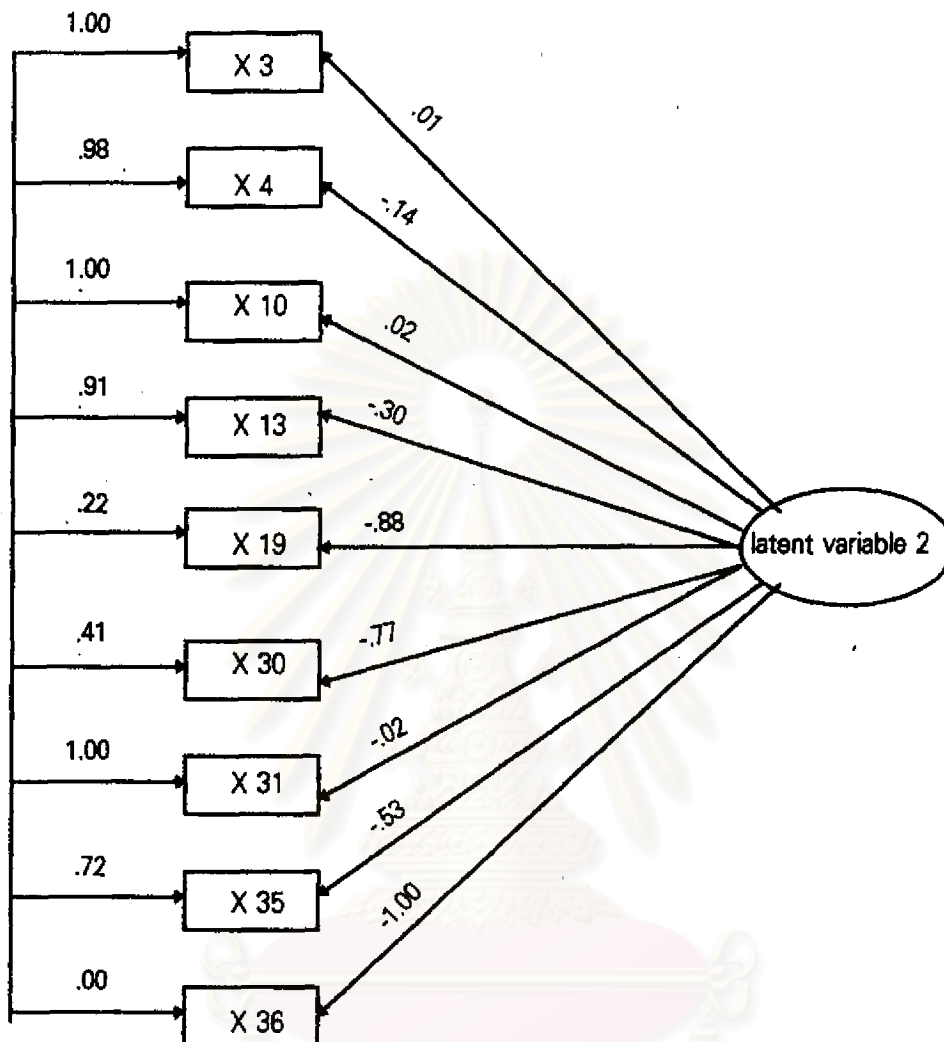 1.00
X 3
.01
.98
X 4
-.14
1.00
X 10
.02
.91
X 13
-.30
.22
X 19
-.88
latent variable 2
.41
X 30
-.77
1.00
X 31
-.02
.72
X 35
-.53
.00
X 36
-1.00